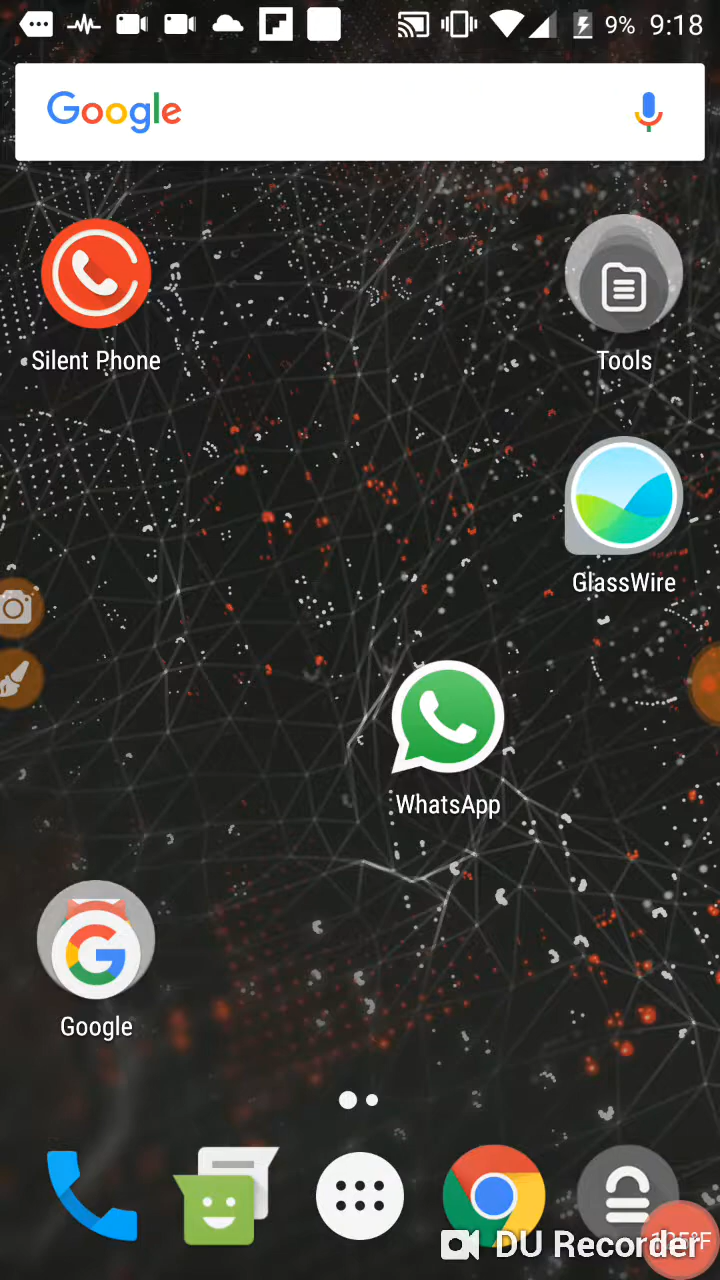 9% 9:18
Google
Silent Phone
Tools
GlassWire
WhatsApp
G
Google
DU Recorder